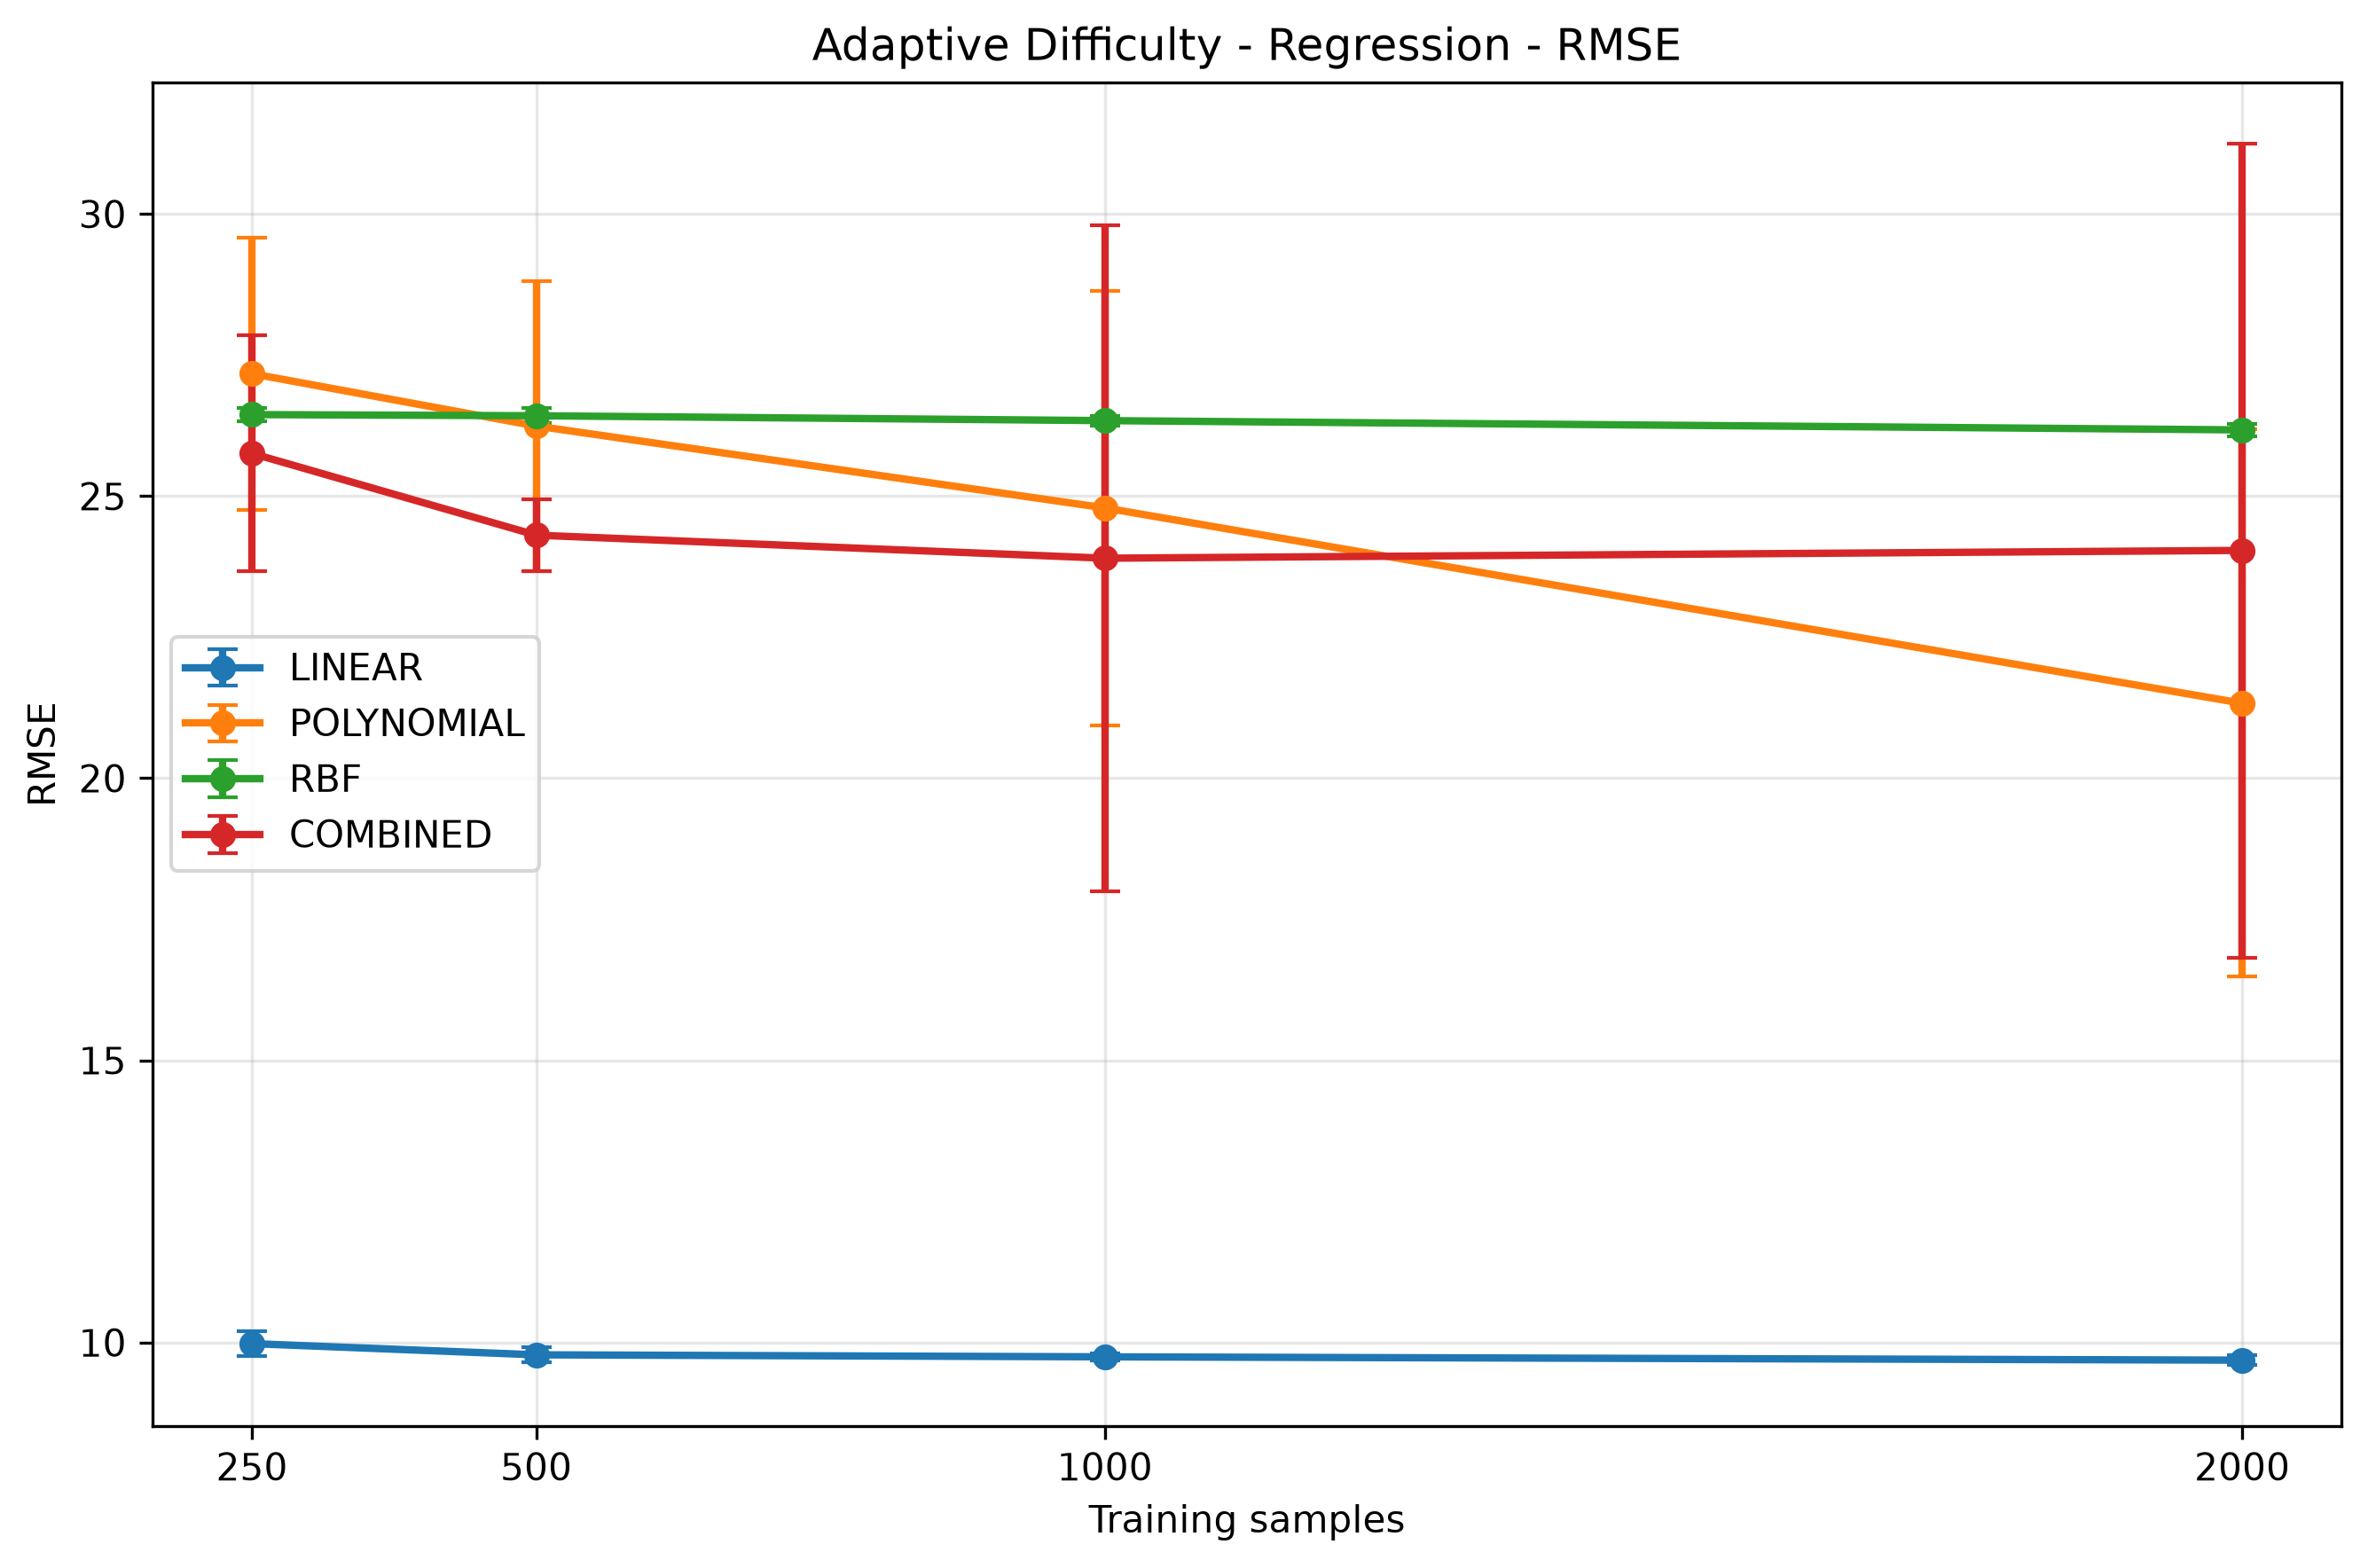 Adaptive Difficulty - Regression - RMSE
30
25
20
15
10
RMSE
LINEAR
POLYNOMIAL
RBF
COMBINED
250
500
1000
2000
Training samples